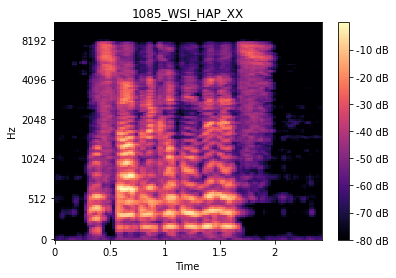 1085_WSI_HAP_XX
8192
4096
2048
1024
512
0
Hz
0 0.5 1 1.5 2
Time
-10 dB
-20 dB
-30 dB
-40 dB
-50 dB
-60 dB
-70 dB
-80 dB